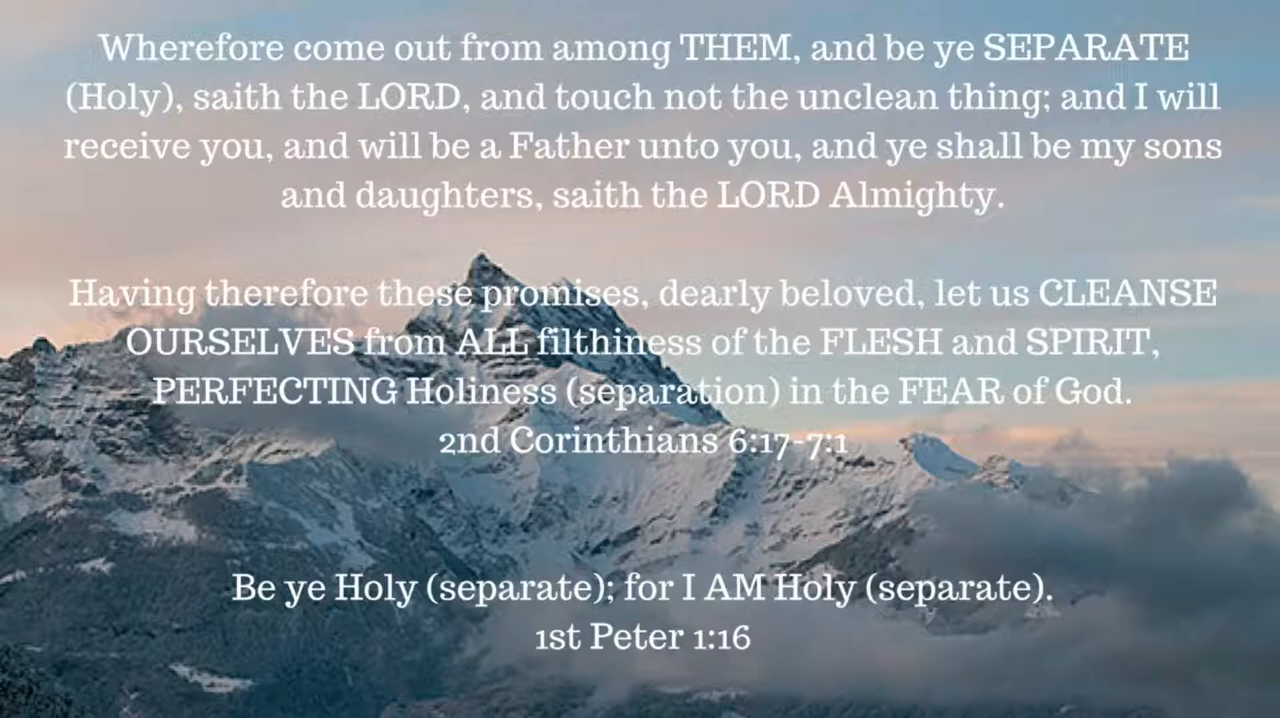 Wherefore come out from among THEM, and be ye SEPARATE
(Holy), saith the LORD, and touch not the unclean thing; and I will
receive you, and will be a Father unto you, and ye shall be my sons
and daughters, saith the LORD Almighty.
Having therefore these promises, dearly beloved, let us CLEANSE
OURSELVES from ALL filthiness of the FLESH and SPIRIT,
PERFECTING Holiness (separation) in the FEAR of God.
2nd Corinthians 6:17-7:1
Be ye Holy (separate); for I AM Holy (separate).
1st Peter 1:16